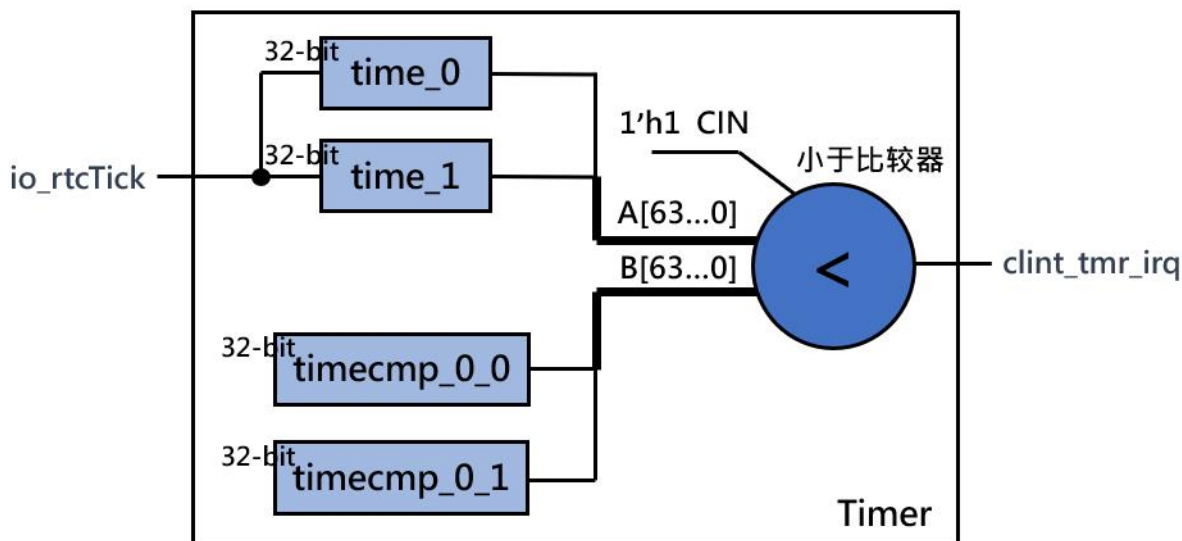 32-bit
time_0
1’h1 CIN
32-bit
time_1
小于比较器
io_rtcTick
A[63...0]
B[63...0]
<
clint_tmr_irq
32-bit
timecmp_0_0
32-bit
timecmp_0_1
Timer